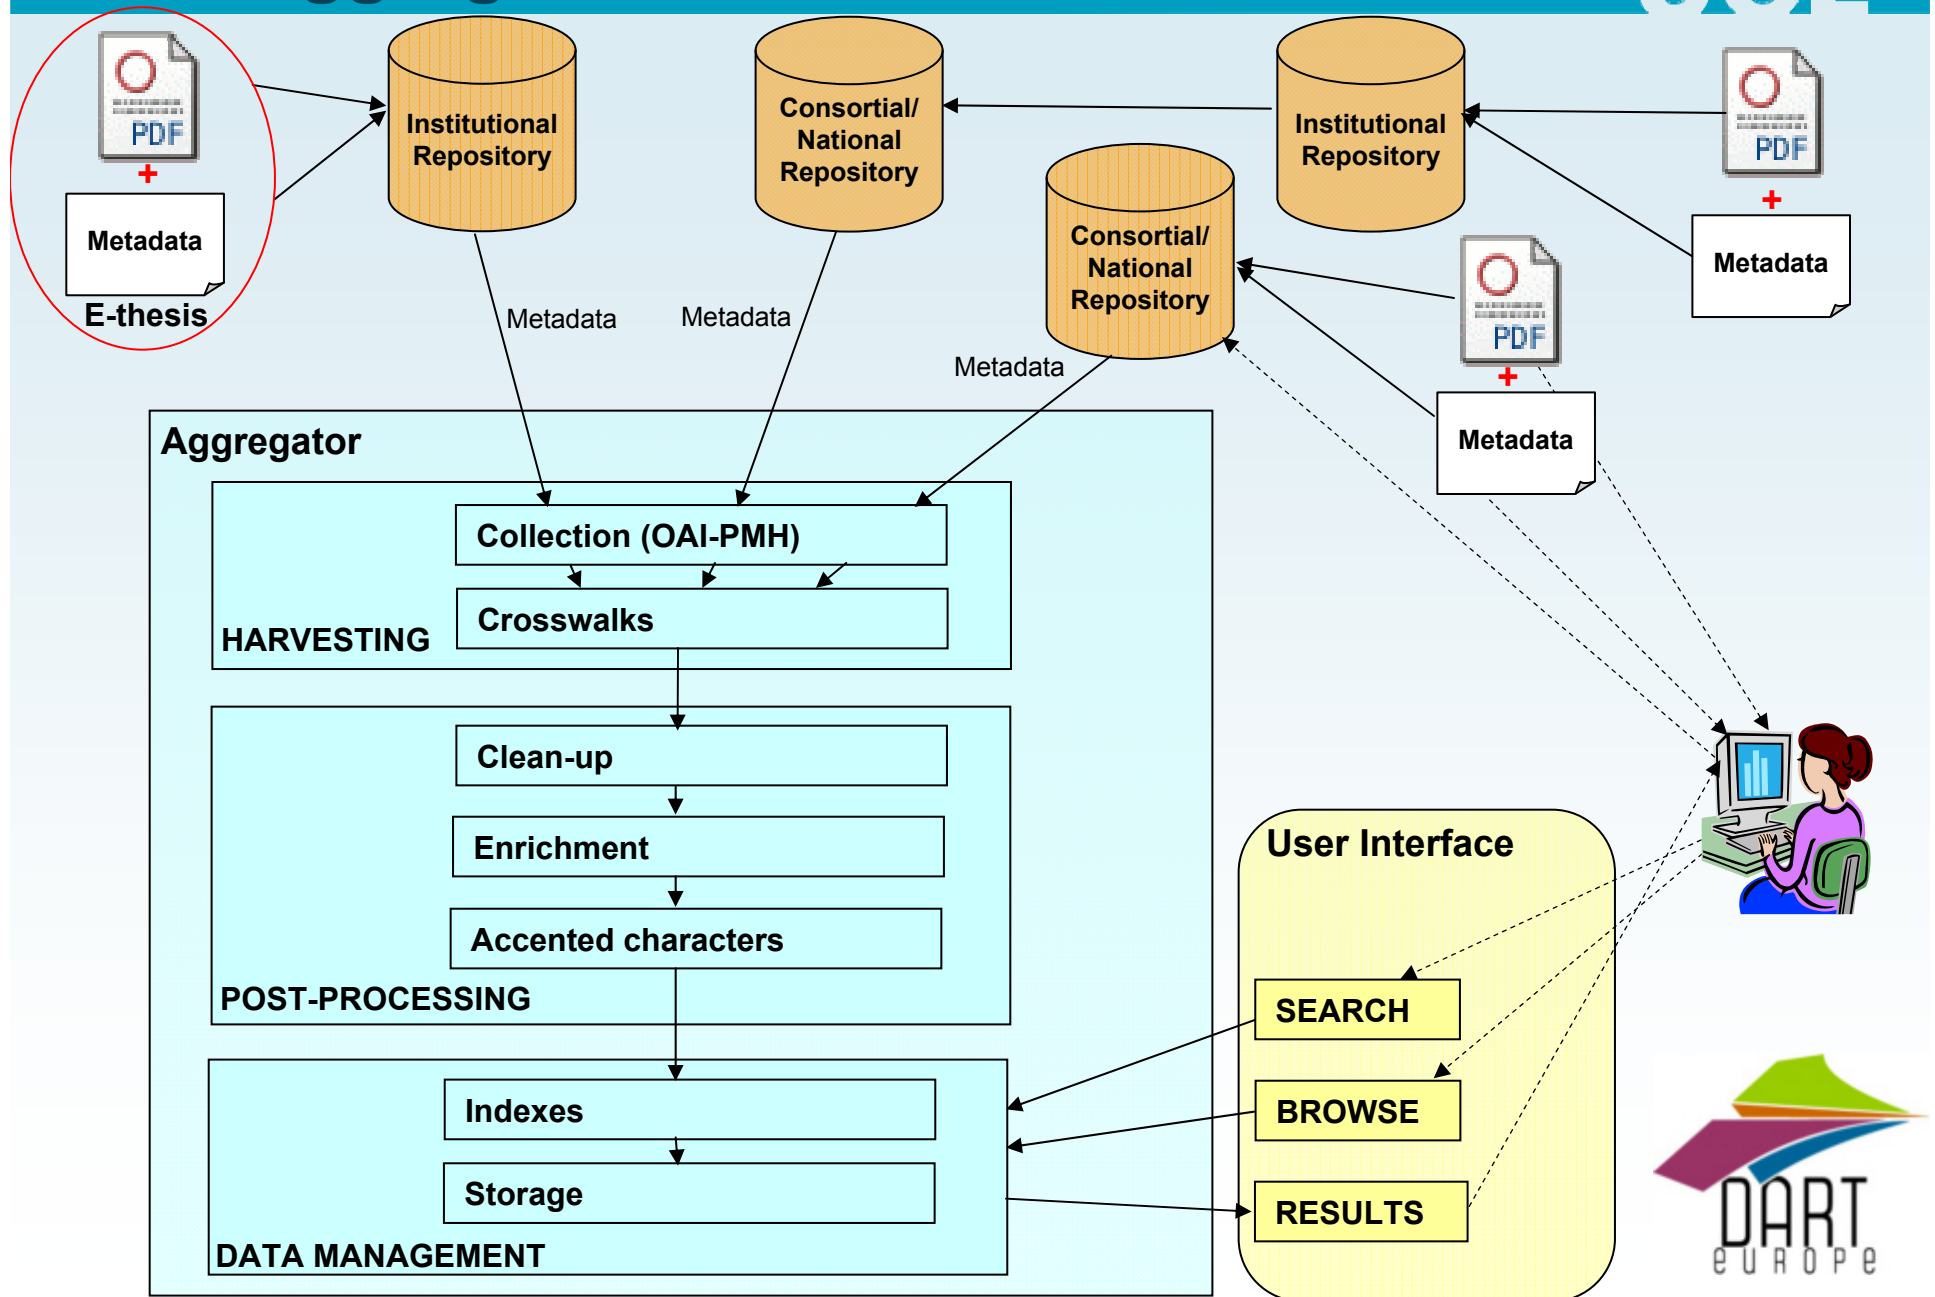 PDF
+
Metadata
E-thesis
Institutional
Repository
Consortial/
National
Repository
Institutional
Repository
PDF
+
Metadata
Consortial/
National
Repository
PDF
+
Metadata
Metadata
Metadata
Metadata
Aggregator
Collection (OAI-PMH)
Crosswalks
HARVESTING
Clean-up
Enrichment
Accented characters
POST-PROCESSING
Indexes
Storage
DATA MANAGEMENT
User Interface
SEARCH
BROWSE
RESULTS
DART
europe